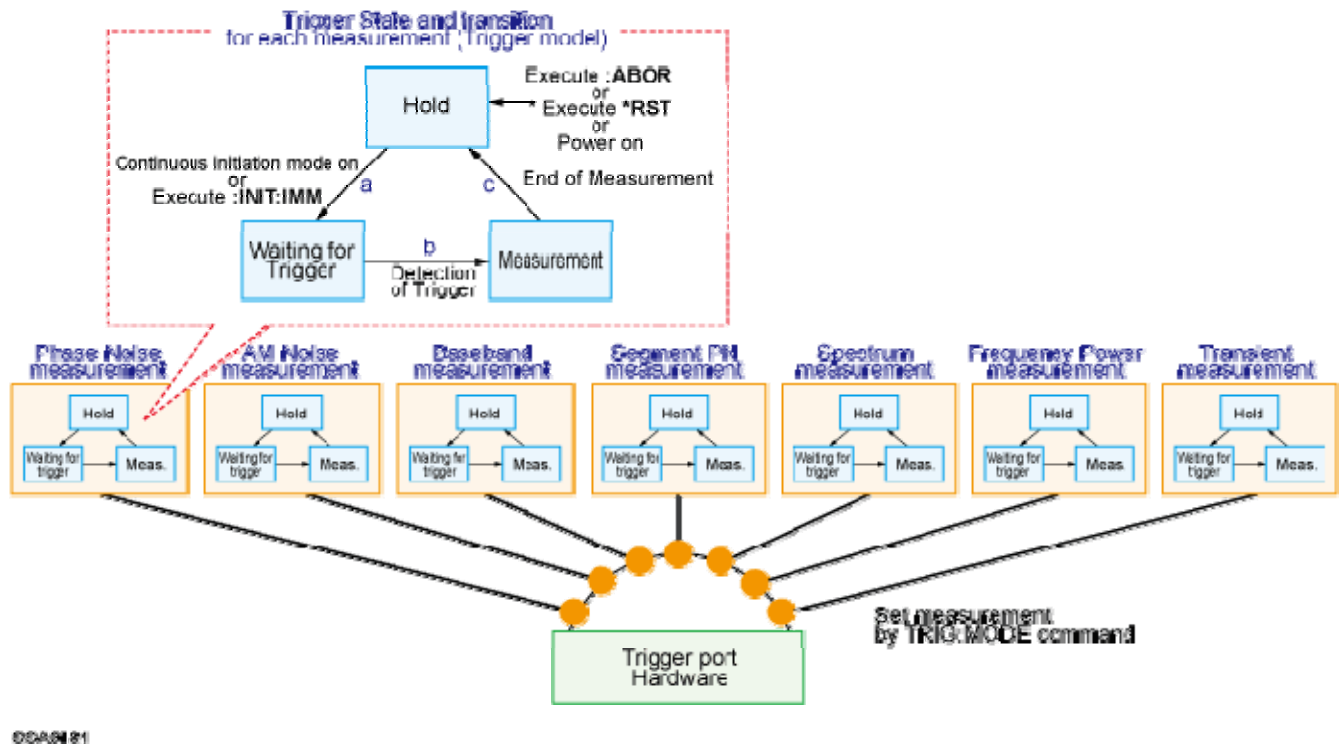 Trigger State and transition
for each measurement (Trigger model)
Hold
Execute :ABOR
or
* Execute *RST
or
Power on
Continuous initiation mode on
or
Execute :INIT:IMM
a
c
End of Measurement
Waiting for
Trigger
b
Detection
of Trigger
Measurement
Phase Noise
measurement
AM Noise
measurement
Baseband
measurement
Segment PN
measurement
Spectrum
measurement
Frequency Power
measurement
Transient
measurement
Hold
Waiting for
trigger
Meas.
Hold
Waiting for
trigger
Meas.
Hold
Waiting for
trigger
Meas.
Hold
Waiting for
trigger
Meas.
Hold
Waiting for
trigger
Meas.
Hold
Waiting for
trigger
Meas.
Hold
Waiting for
trigger
Meas.
Set measurement
by TRIG:MODE command
Trigger port
Hardware